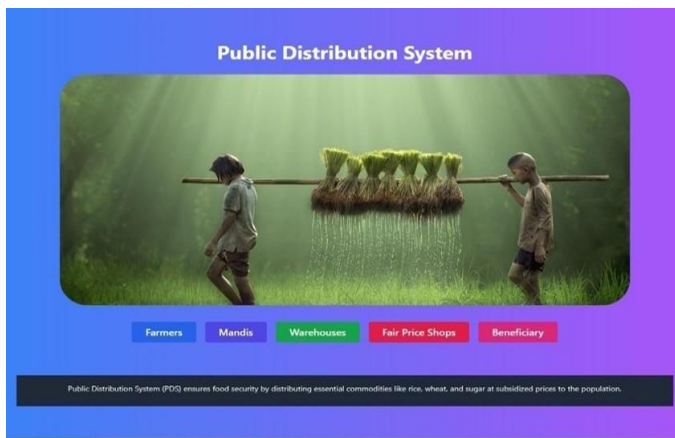 Public Distribution System
Farmers
Mandis
Warehouses
Fair Price Shops
Beneficiary
Public Distribution System (PDS) ensures food security by distributing essential commodities like rice, wheat, and sugar at subsidized prices to the population.